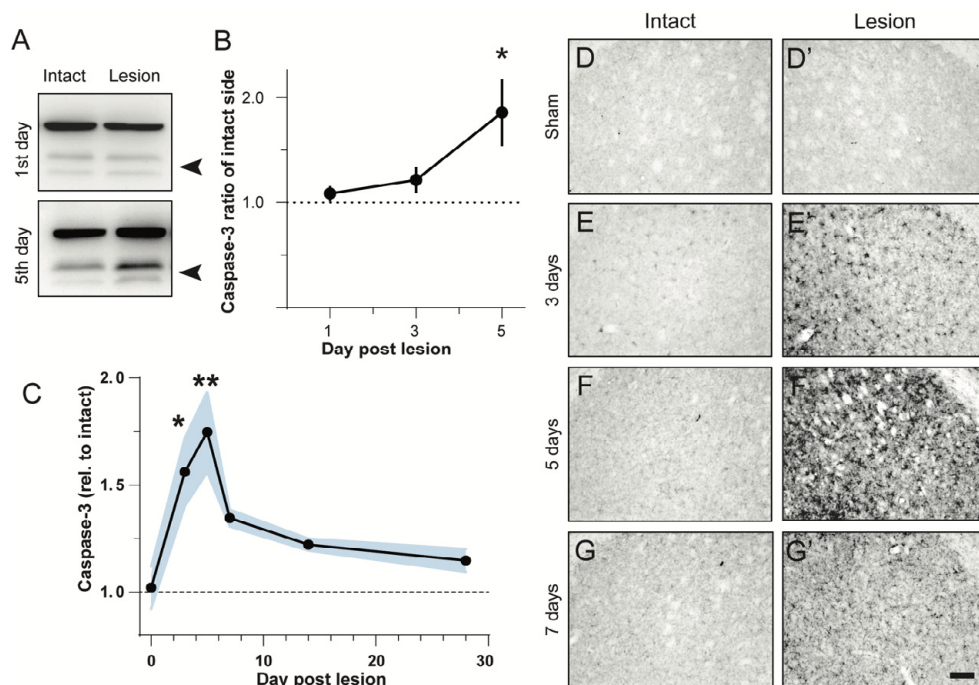 A
Intact Lesion
1st day
5th day
B
Caspase-3 ratio of intact side
2.0
1.0
*
1 3 5
Day post lesion
C
Caspase-3 (rel. to intact)
2.0
1.5
1.0
*
**
0 10 20 30
Day post lesion
Intact Lesion
Sham
D D'
3 days
E E'
5 days
F F'
7 days
G G'